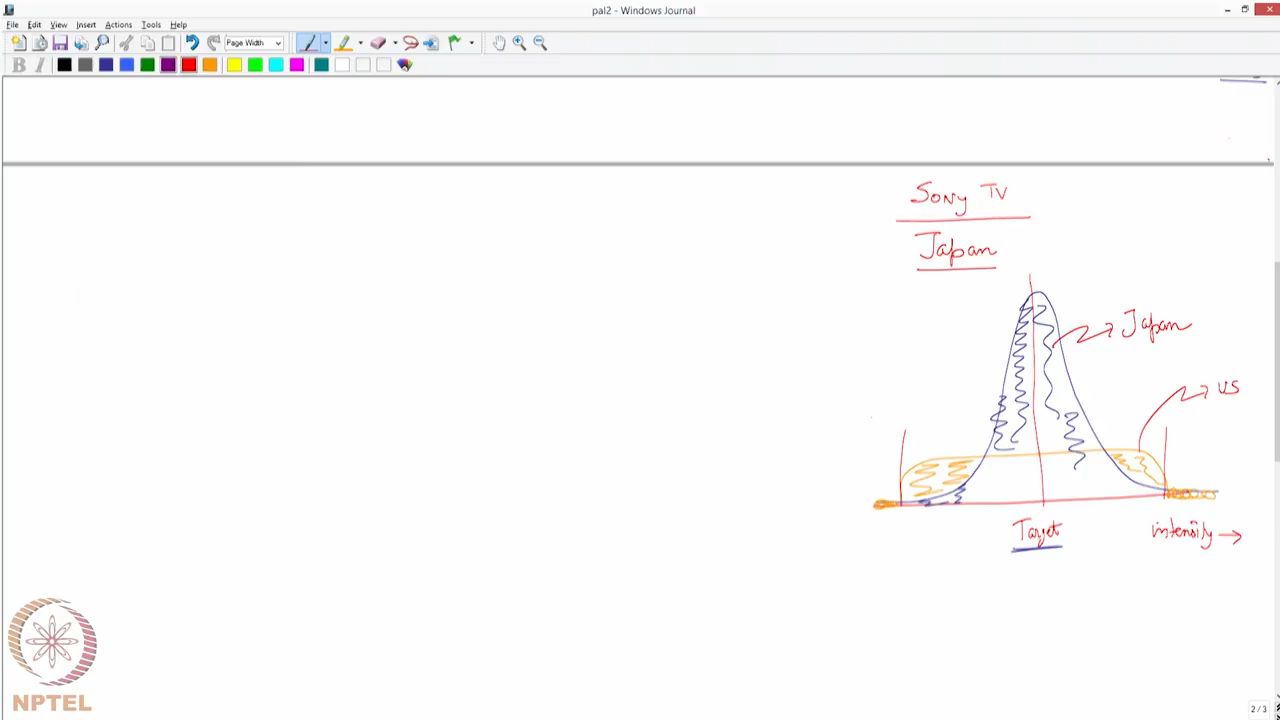 pal2 - Windows Journal
File Edit View Insert Actions Tools Help
Page Width
B I
Sony TV
Japan
Japan
US
Target
intensity
NPTEL
2 / 3